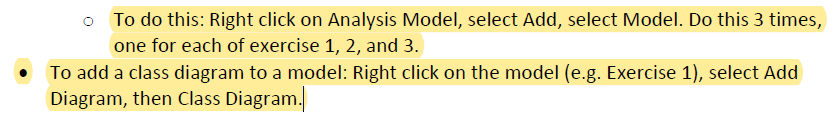 ○ To do this: Right click on Analysis Model, select Add, select Model. Do this 3 times,
one for each of exercise 1, 2, and 3.
• To add a class diagram to a model: Right click on the model (e.g. Exercise 1), select Add
Diagram, then Class Diagram.